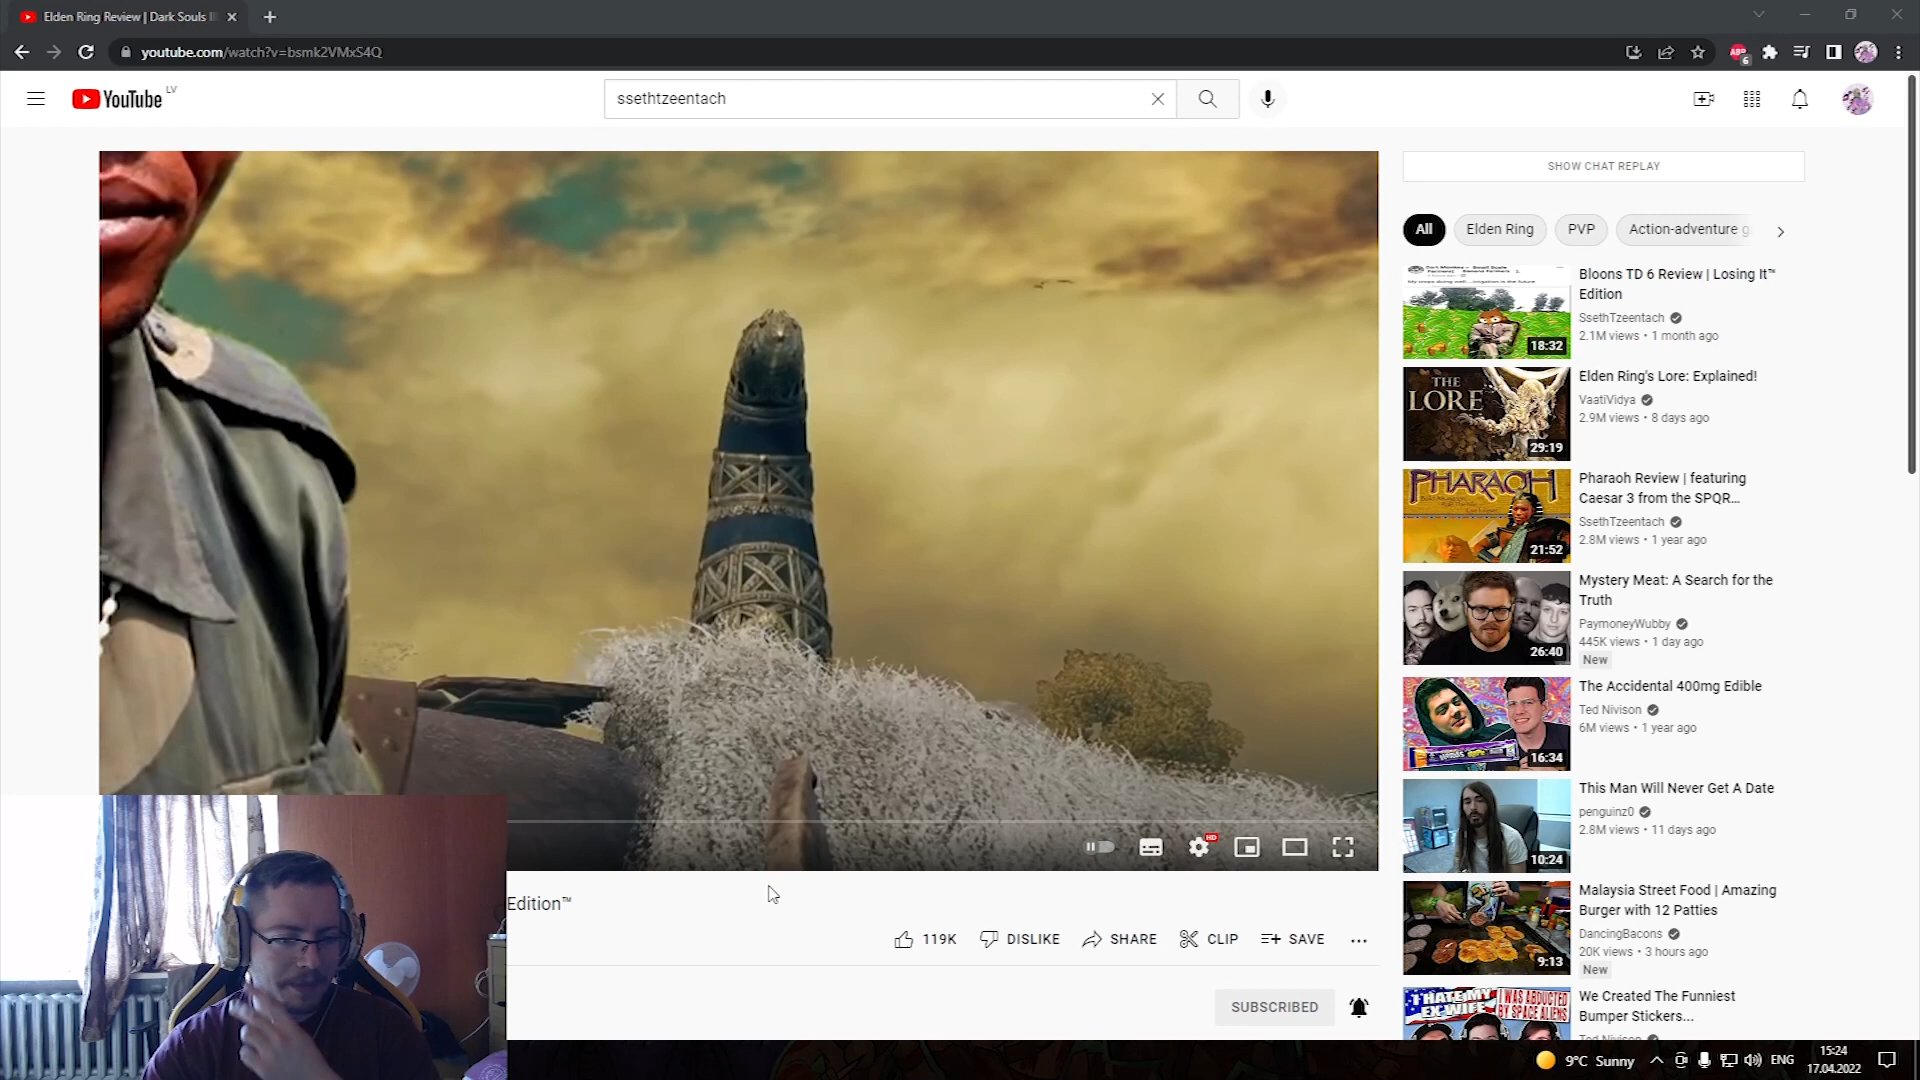 Elden Ring Review | Dark Souls
youtube.com/watch?v=bsmk2VMxS4Q
ABP
6
YouTube LV
ssethtzeentach
SHOW CHAT REPLAY
All
Elden Ring
PVP
Action-adventure g
Bloons TD 6 Review | Losing It™
Edition
SsethTzeentach
2.1M views • 1 month ago
18:32
THE
LORE
29:19
Elden Ring's Lore: Explained!
VaatiVidya
2.9M views • 8 days ago
PHARAOH
21:52
Pharaoh Review | featuring
Caesar 3 from the SPQR...
SsethTzeentach
2.8M views • 1 year ago
26:40
Mystery Meat: A Search for the
Truth
PaymoneyWubby
445K views • 1 day ago
New
16:34
The Accidental 400mg Edible
Ted Nivison
6M views • 1 year ago
10:24
This Man Will Never Get A Date
penguinz0
2.8M views • 11 days ago
9:13
Malaysia Street Food | Amazing
Burger with 12 Patties
DancingBacons
20K views • 3 hours ago
New
I HATE MY
EX WIFE
I WAS ABDUCTED
BY SPACE ALIENS
We Created The Funniest
Bumper Stickers...
Ted Nivison
HD
Edition™
119K
DISLIKE
SHARE
CLIP
SAVE
SUBSCRIBED
9°C Sunny
ENG
15:24
17.04.2022